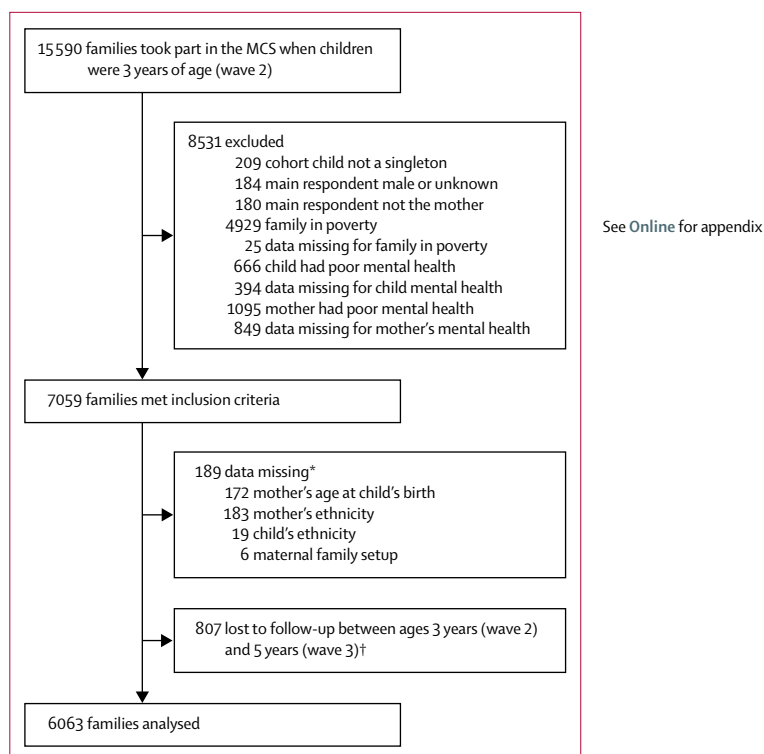 15 590 families took part in the MCS when children
were 3 years of age (wave 2)
8531 excluded
209 cohort child not a singleton
184 main respondent male or unknown
180 main respondent not the mother
4929 family in poverty
25 data missing for family in poverty
666 child had poor mental health
394 data missing for child mental health
1095 mother had poor mental health
849 data missing for mother's mental health
See Online for appendix
7059 families met inclusion criteria
189 data missing*
172 mother's age at child's birth
183 mother's ethnicity
19 child's ethnicity
6 maternal family setup
807 lost to follow-up between ages 3 years (wave 2)
and 5 years (wave 3)†
6063 families analysed